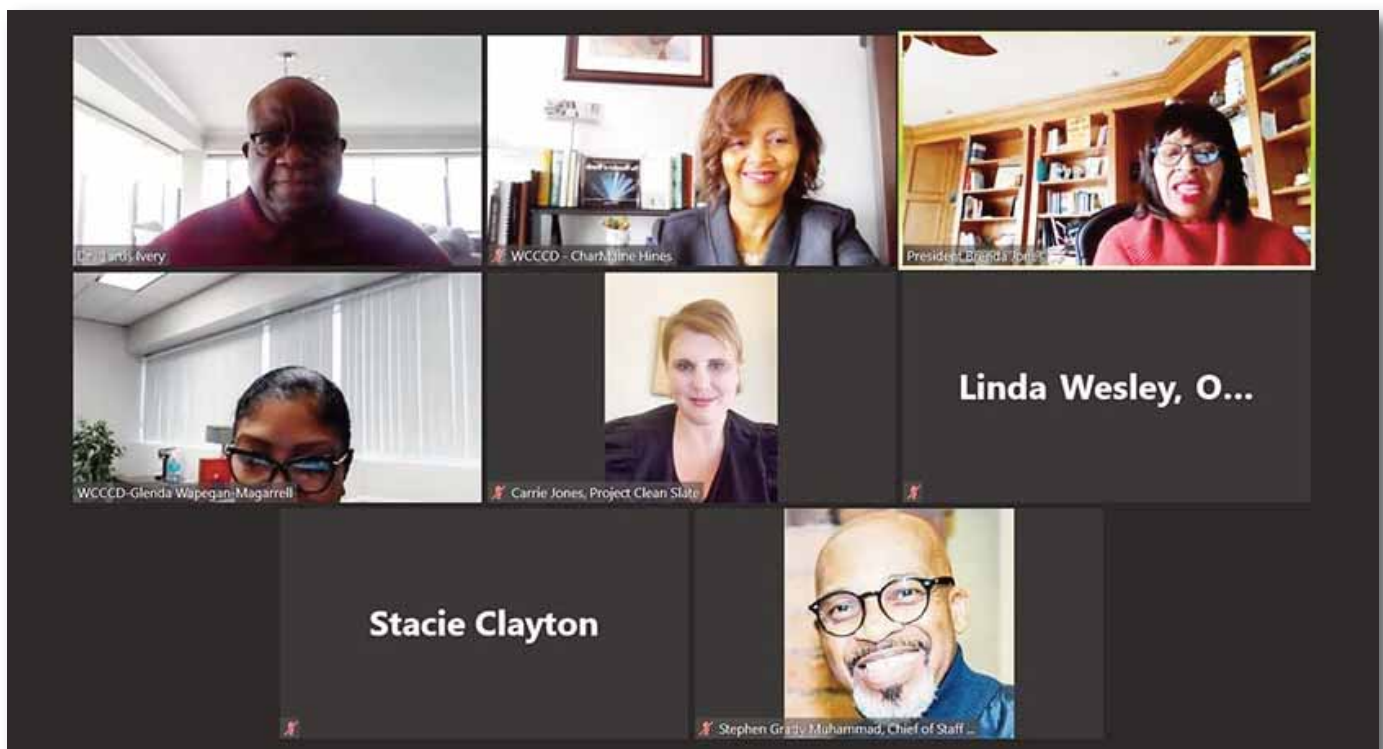 Dr. Curtis Ivery
WCCCD - CharMaine Hines
President Brenda Jones
WCCCD-Glenda Wapegan-Magarrell
Carrie Jones, Project Clean Slate
Linda Wesley, O...
Stacie Clayton
Stephen Grady Muhammad, Chief of Staff ...